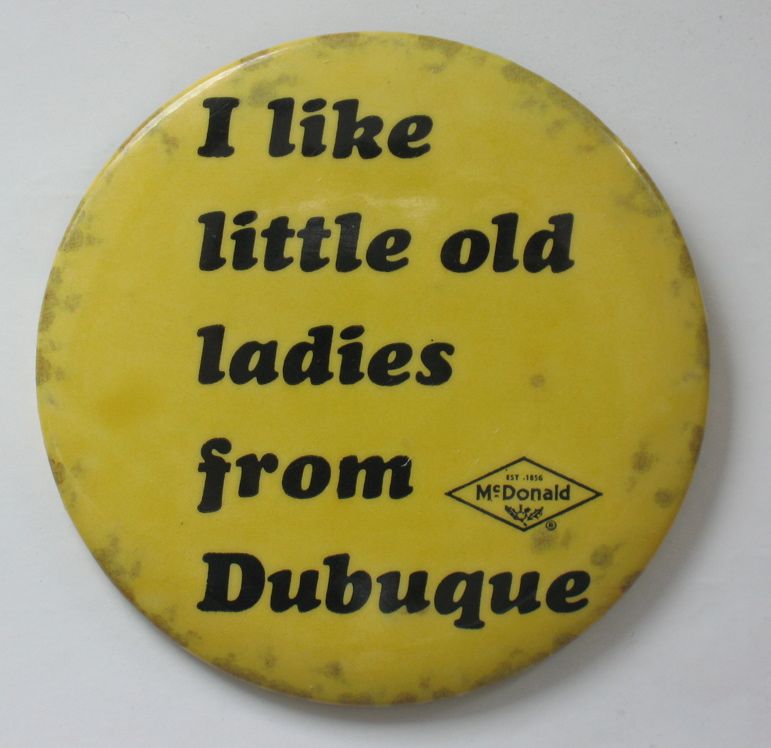 I like
little old
ladies
from
EST. 1856
McDonald
®
Dubuque